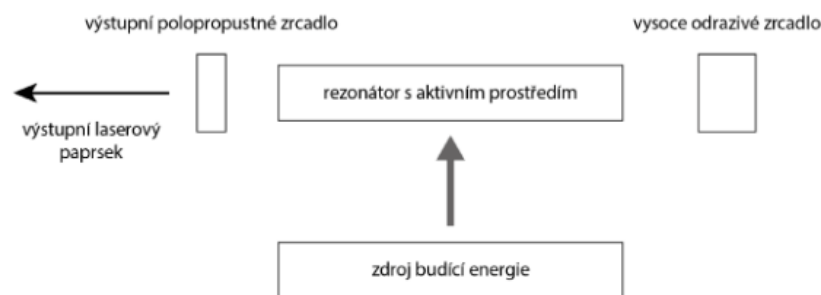 výstupní polopropustné zrcadlo
vysoce odrazivé zrcadlo
rezonátor s aktivním prostředím
výstupní laserový
paprsek
zdroj budící energie